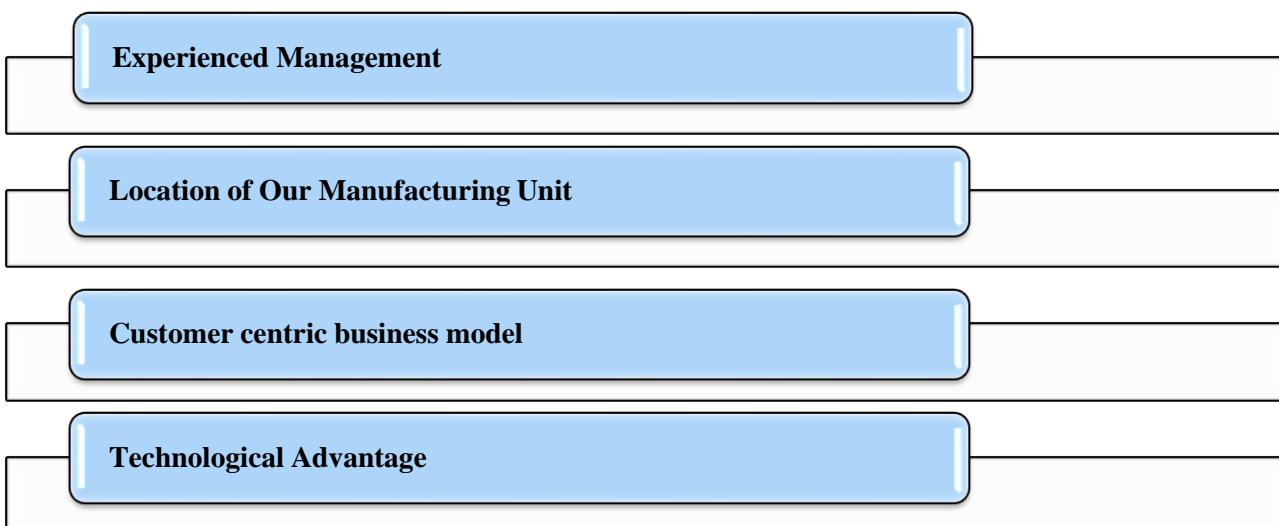 Experienced Management
Location of Our Manufacturing Unit
Customer centric business model
Technological Advantage